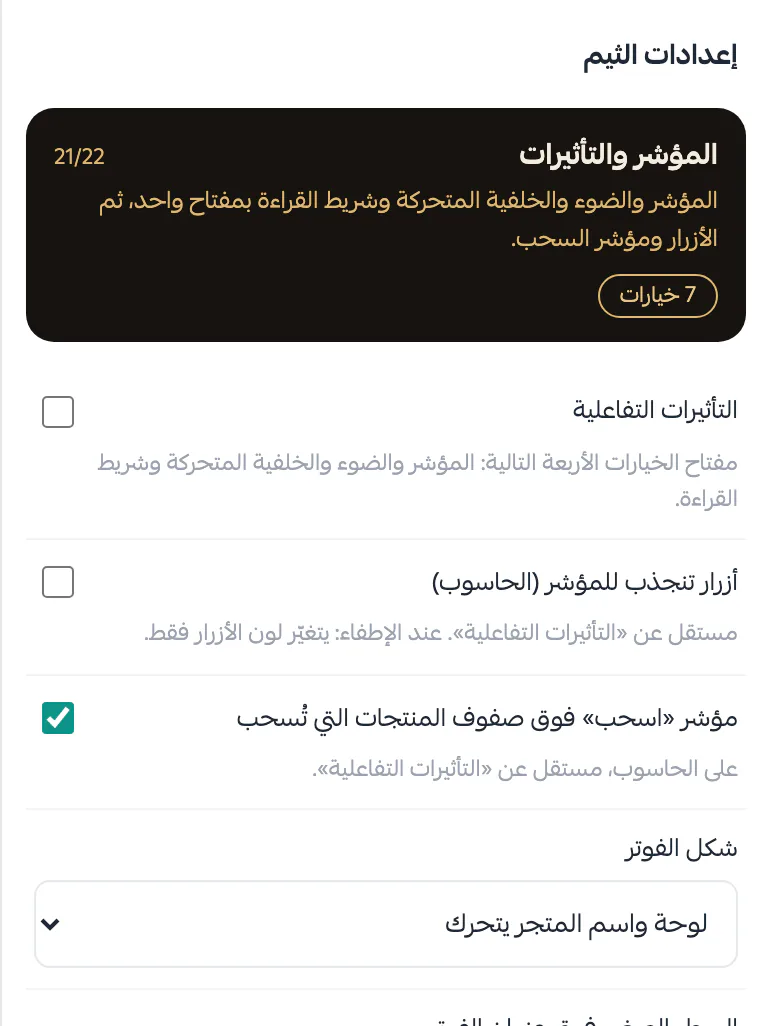 إعدادات الثيم
المؤشر والتأثيرات
21/22
المؤشر والضوء والخلفية المتحركة وشريط القراءة بمفتاح واحد، ثم
الأزرار ومؤشر السحب.
7 خيارات
التأثيرات التفاعلية
مفتاح الخيارات الأربعة التالية: المؤشر والضوء والخلفية المتحركة وشريط
القراءة.
أزرار تنجذب للمؤشر (الحاسوب)
مستقل عن «التأثيرات التفاعلية». عند الإطفاء: يتغيّر لون الأزرار فقط.
مؤشر «اسحب» فوق صفوف المنتجات التي تُسحب
على الحاسوب، مستقل عن «التأثيرات التفاعلية».
شكل الفوتر
لوحة واسم المتجر يتحرك